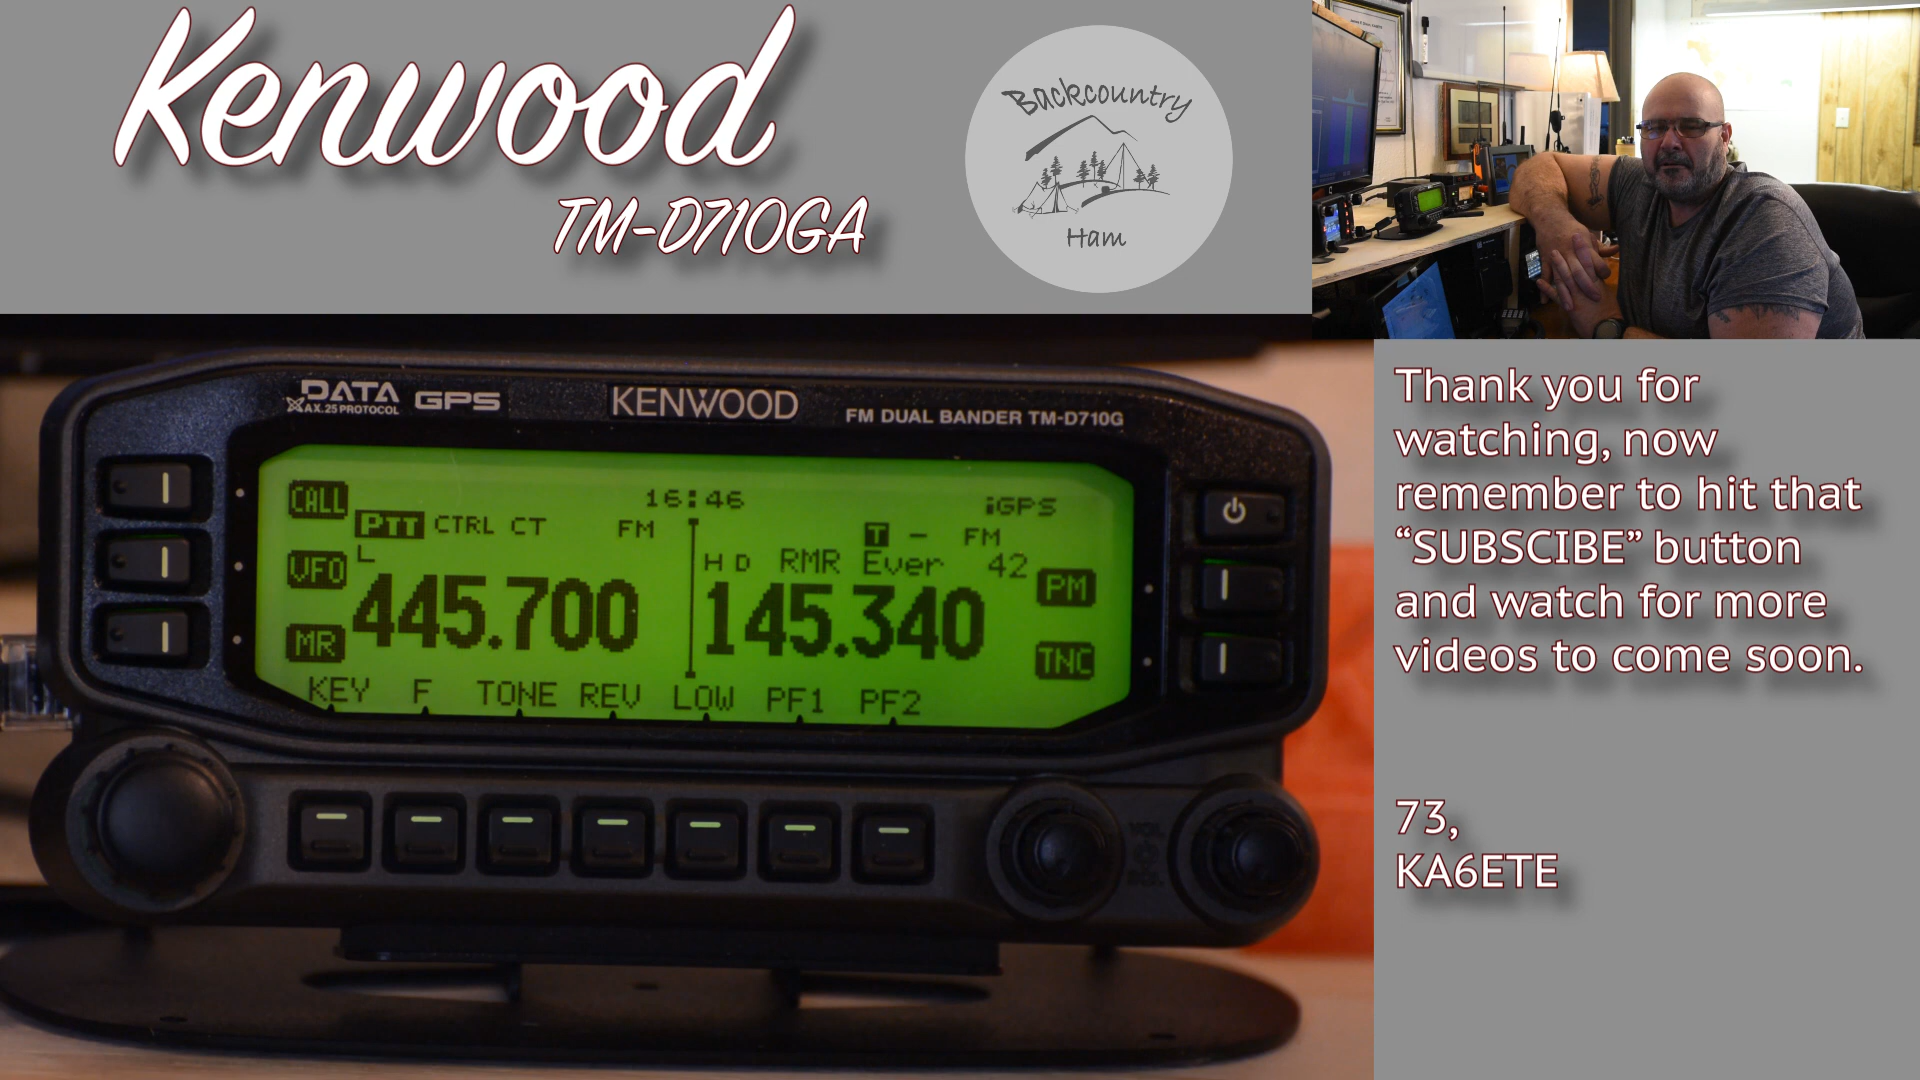 Kenwood
TM-D710GA
Backcountry
Ham
DATA
AX.25 PROTOCOL
GPS
KENWOOD
FM DUAL BANDER TM-D710G
CALL
16:46
iGPS
PTT CTRL CT FM
T - FM
VFO
L
H D RMR Ever 42
445.700
145.340
PM
MR
TNC
KEY F TONE REV LOW PF1 PF2
Thank you for
watching, now
remember to hit that
“SUBSCIBE” button
and watch for more
videos to come soon.
73,
KA6ETE